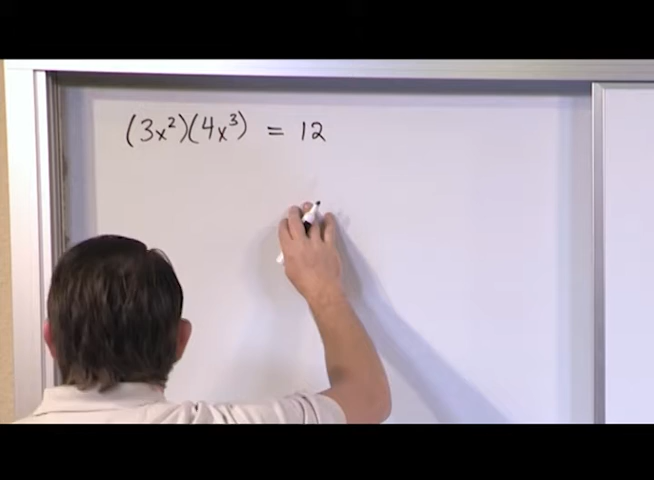 (3x²)(4x³) = 12